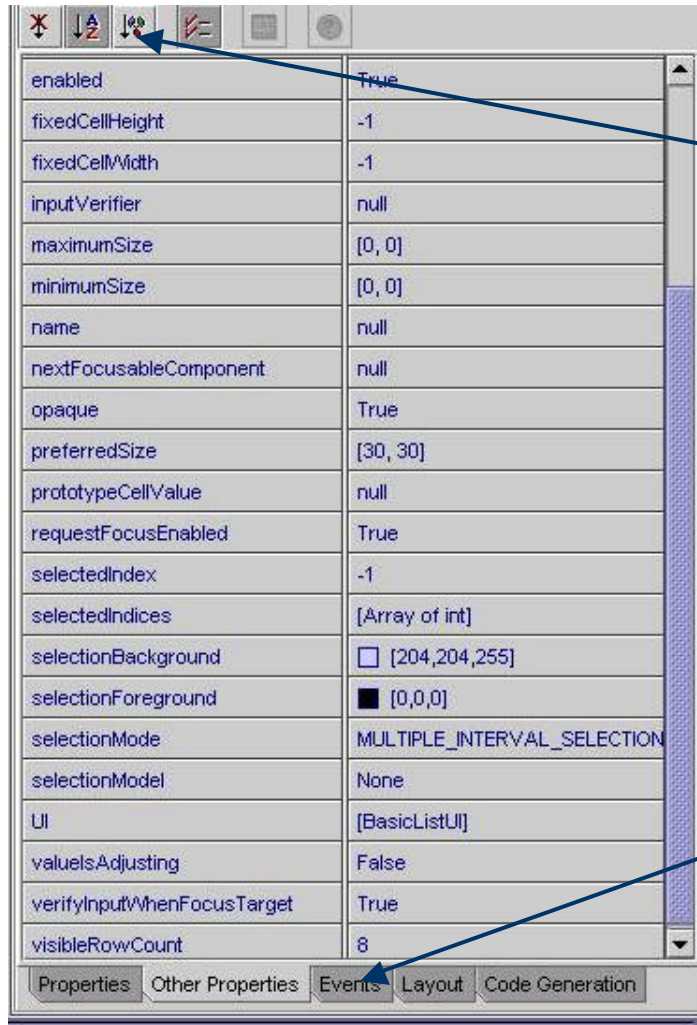 enabled True
fixedCellHeight -1
fixedCellWidth -1
inputVerifier null
maximumSize [0, 0]
minimumSize [0, 0]
name null
nextFocusableComponent null
opaque True
preferredSize [30, 30]
prototypeCellValue null
requestFocusEnabled True
selectedIndex -1
selectedIndices [Array of int]
selectionBackground [204,204,255]
selectionForeground [0,0,0]
selectionMode MULTIPLE_INTERVAL_SELECTION
selectionModel None
UI [BasicListUI]
valueIsAdjusting False
verifyInputWhenFocusTarget True
visibleRowCount 8
Properties Other Properties Events Layout Code Generation